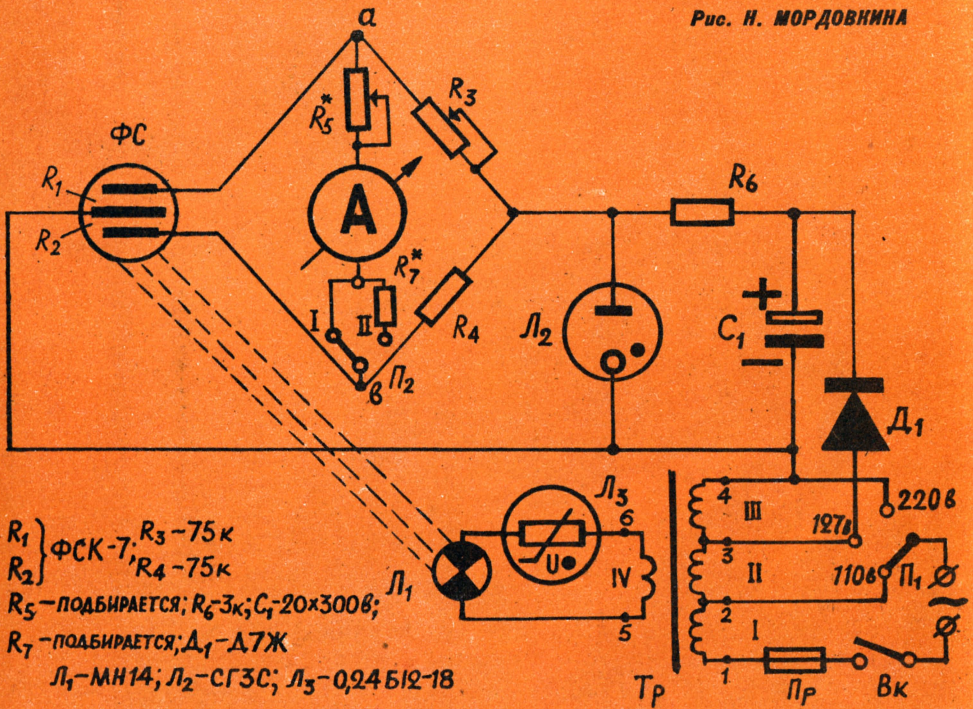 Рис. Н. МОРДОВКИНА
а
ФС
R₁
R₂
R₅*
R₃
А
R₇*
I
II
П₂
в
R₄
R₆
Л₂
+
C₁
−
Д₁
Л₁
Л₃
U
6
IV
5
Тр
4
III
3
II
2
I
1
220в
127в
110в
П₁
~
Пр
Вк
R₁ } ФСК-7; R₃-75к
R₂ R₄-75к
R₅-ПОДБИРАЕТСЯ; R₆-3к; C₁-20×300в;
R₇-ПОДБИРАЕТСЯ; Д₁-Д7Ж
Л₁-МН14; Л₂-СГ3С; Л₃-0,24Б12-18